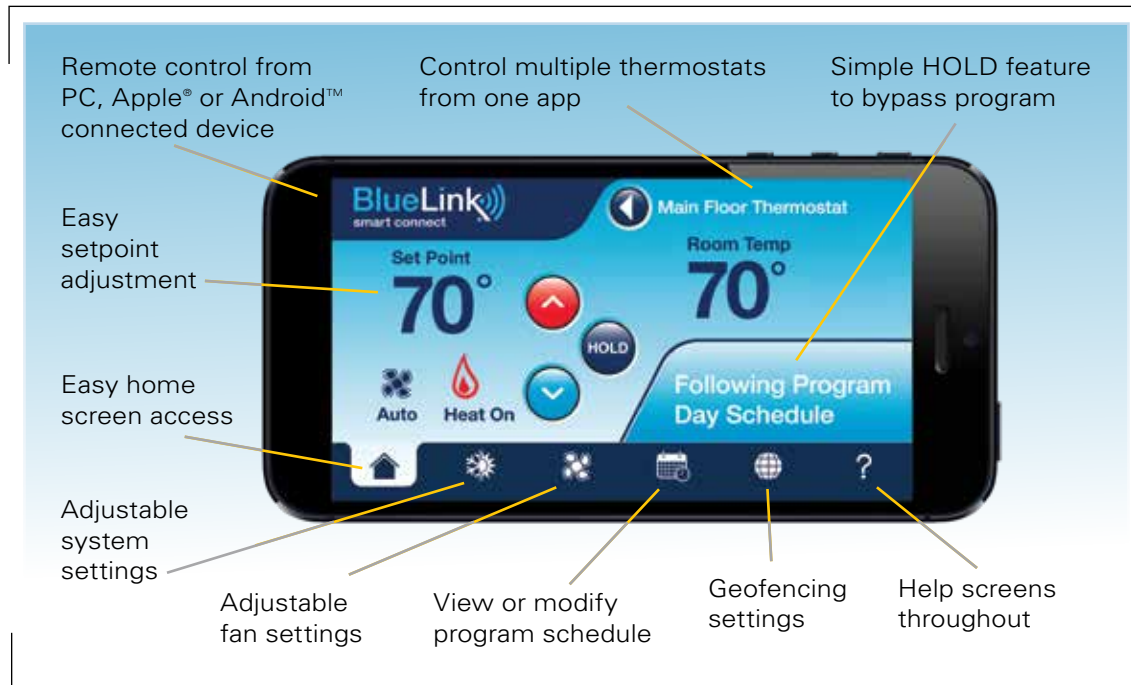 Remote control from
PC, Apple® or Android™
connected device
Control multiple thermostats
from one app
Simple HOLD feature
to bypass program
Easy
setpoint
adjustment
Easy home
screen access
Adjustable
system
settings
BlueLink
smart connect
Main Floor Thermostat
Set Point
70°
Room Temp
70°
HOLD
Auto
Heat On
Following Program
Day Schedule
?
Adjustable
fan settings
View or modify
program schedule
Geofencing
settings
Help screens
throughout